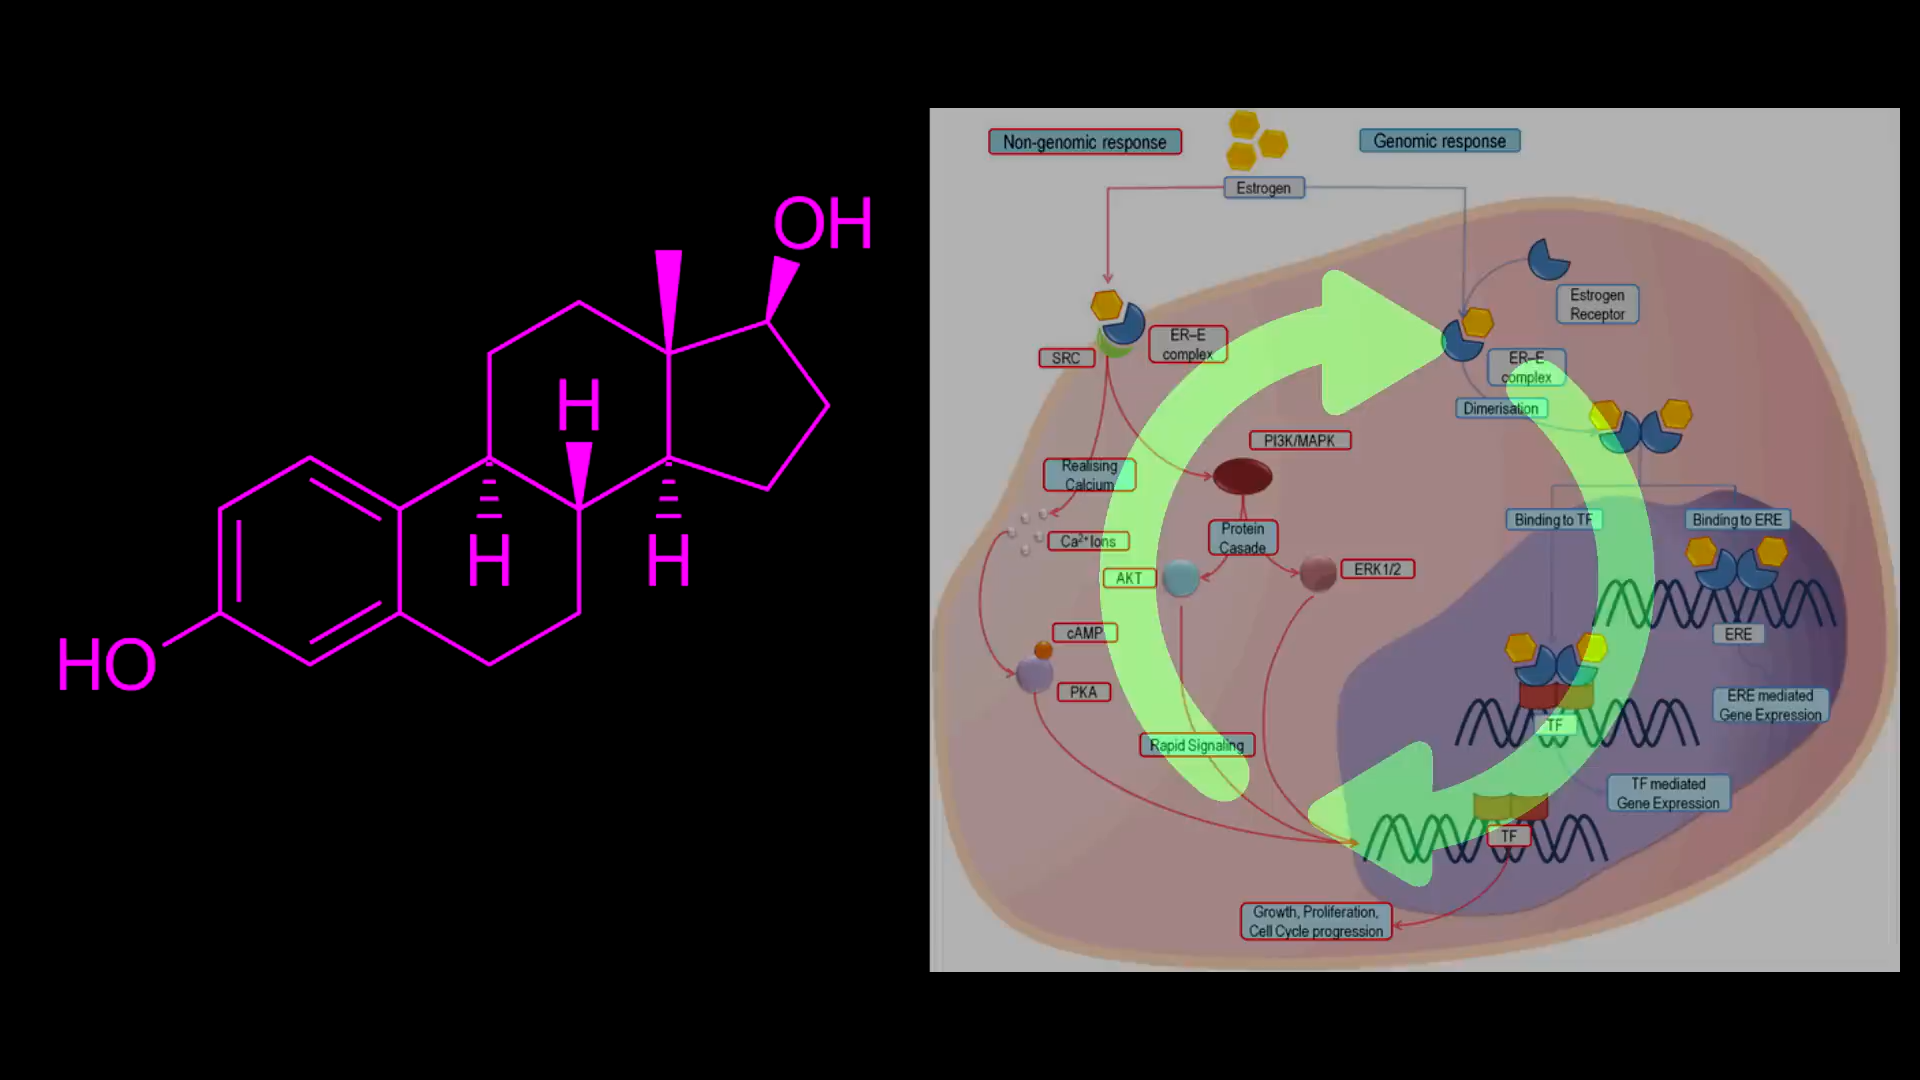 OH
H
H
H
HO
Non-genomic response
Genomic response
Estrogen
Estrogen
Receptor
ER–E
complex
SRC
ER–E
complex
Dimerisation
PI3K/MAPK
Realising
Calcium
Binding to TF
Binding to ERE
Protein
Casade
Ca²⁺Ions
AKT
ERK1/2
cAMP
ERE
PKA
ERE mediated
Gene Expression
TF
Rapid Signaling
TF mediated
Gene Expression
TF
Growth, Proliferation,
Cell Cycle progression